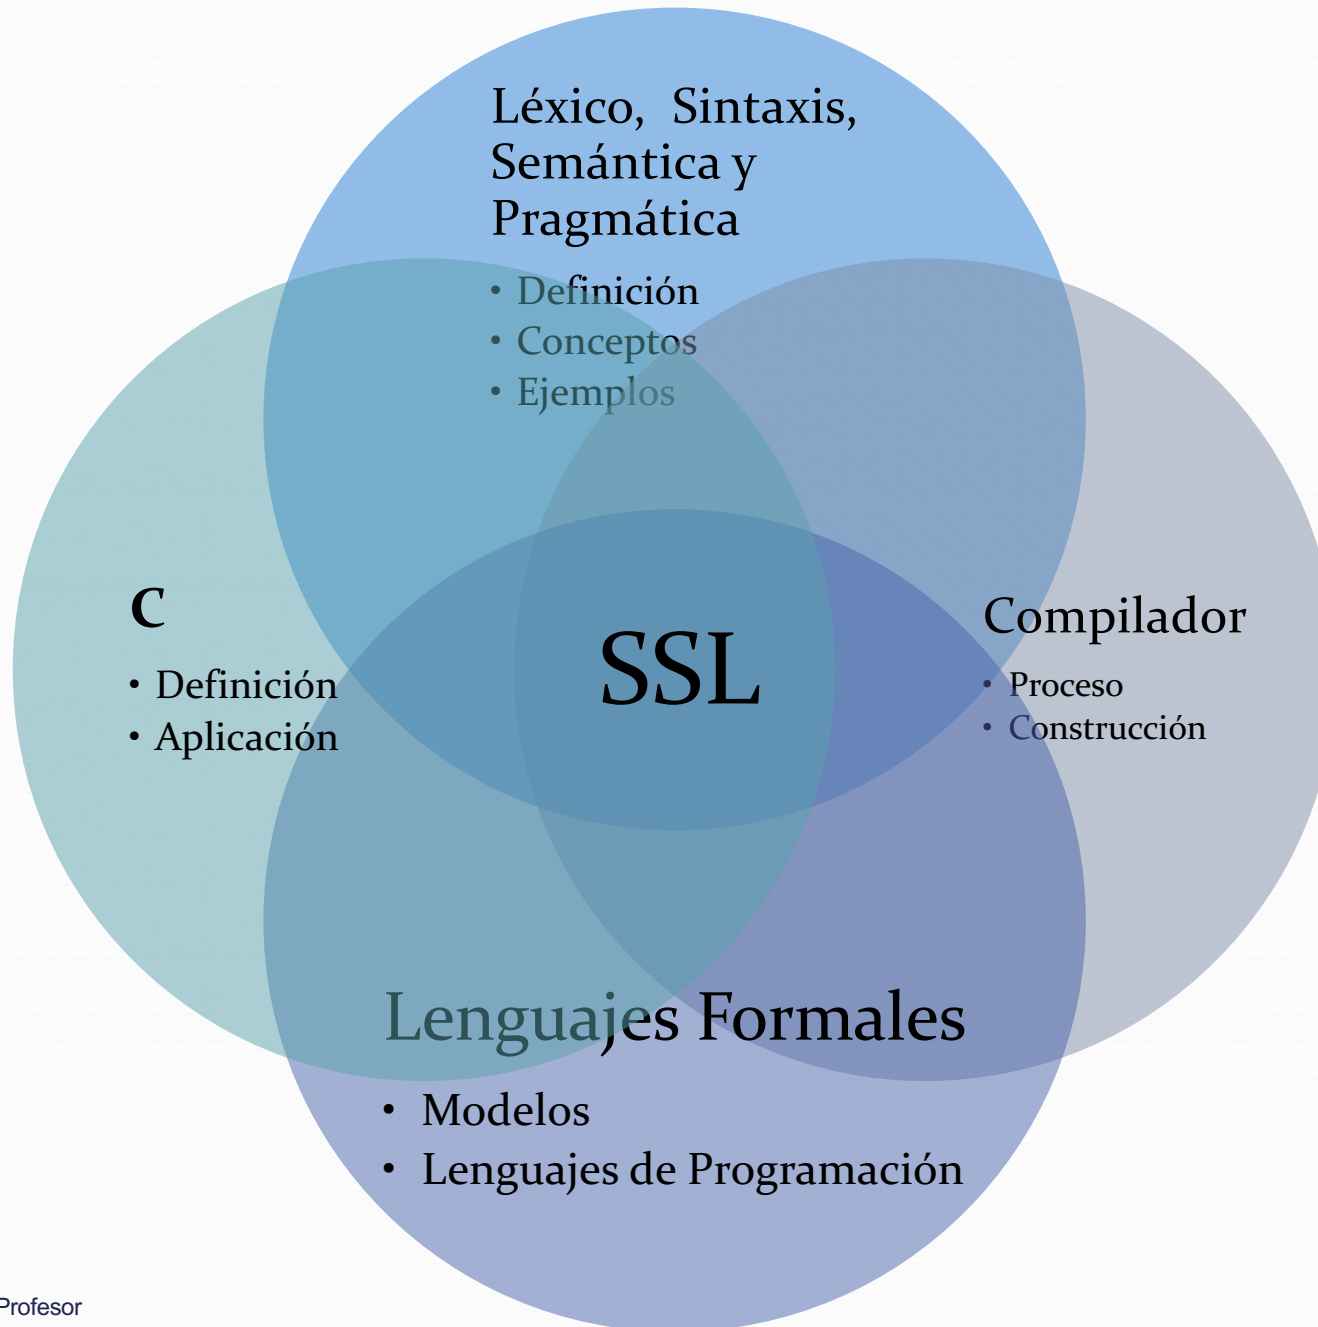 Léxico, Sintaxis,
Semántica y
Pragmática
• Definición
• Conceptos
• Ejemplos
C
• Definición
• Aplicación
SSL
Compilador
• Proceso
• Construcción
Lenguajes Formales
• Modelos
• Lenguajes de Programación
Profesor